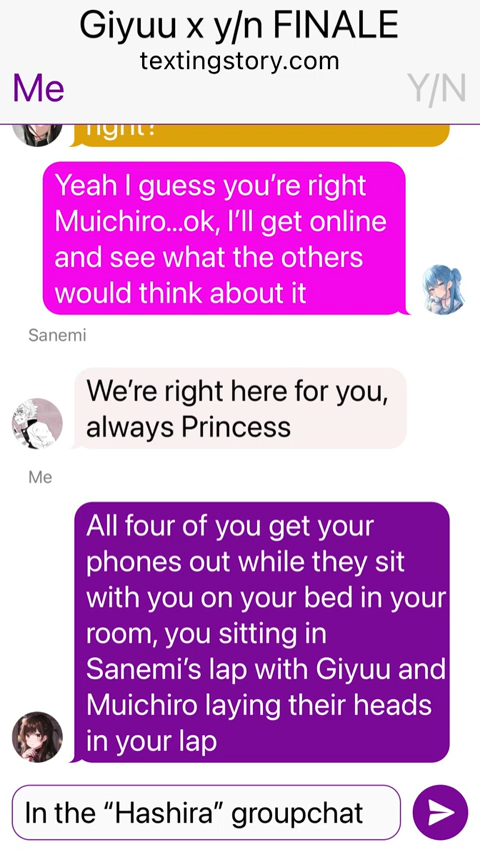 Giyuu x y/n FINALE
textingstory.com
Me
Y/N
right?
Yeah I guess you’re right
Muichiro...ok, I’ll get online
and see what the others
would think about it
Sanemi
We’re right here for you,
always Princess
Me
All four of you get your
phones out while they sit
with you on your bed in your
room, you sitting in
Sanemi’s lap with Giyuu and
Muichiro laying their heads
in your lap
In the “Hashira” groupchat